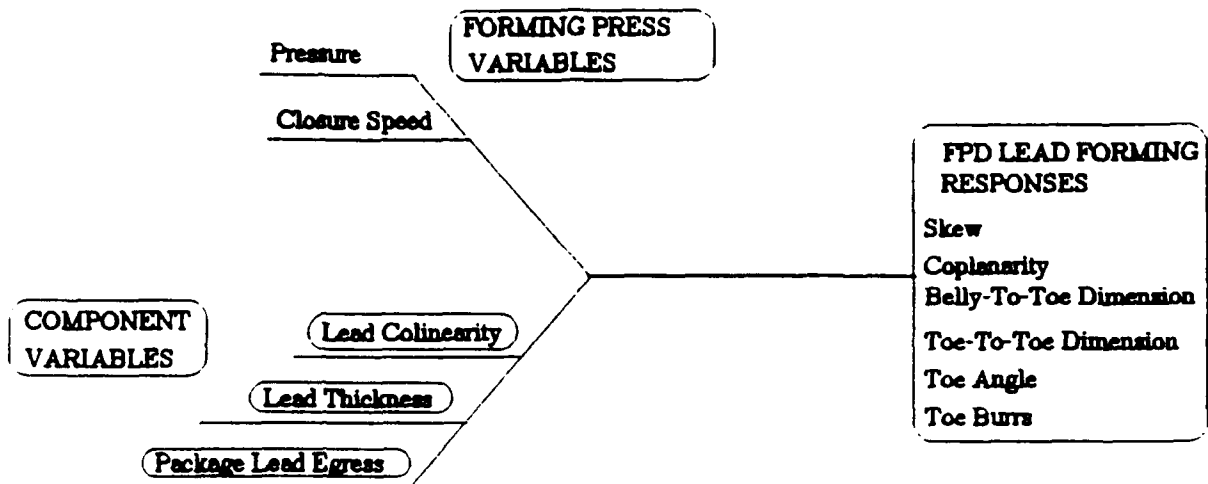 FORMING PRESS
VARIABLES
Pressure
Closure Speed
FPD LEAD FORMING
RESPONSES
Skew
Coplanarity
Belly-To-Toe Dimension
Toe-To-Toe Dimension
Toe Angle
Toe Burrs
COMPONENT
VARIABLES
Lead Colinearity
Lead Thickness
Package Lead Egress